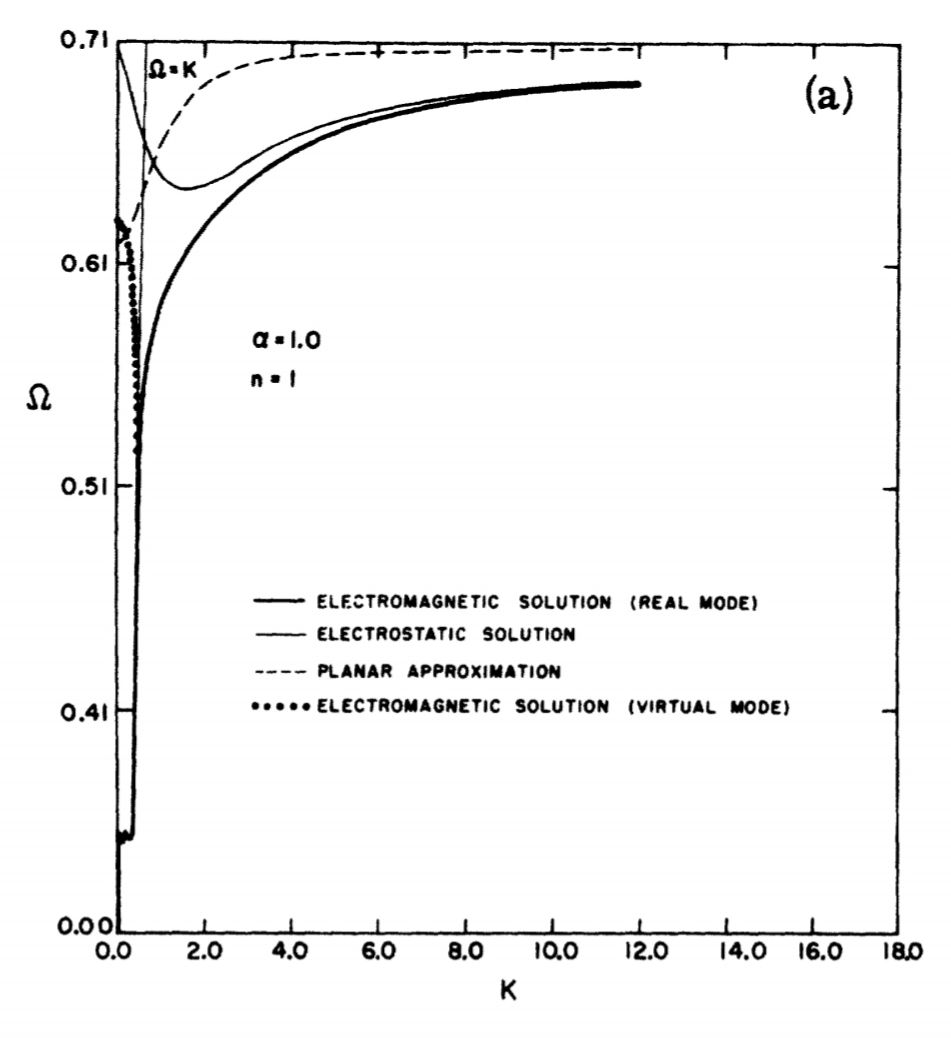 0.71
Ω=K
(a)
0.61
α=1.0
n=1
Ω
0.51
ELECTROMAGNETIC SOLUTION (REAL MODE)
ELECTROSTATIC SOLUTION
PLANAR APPROXIMATION
ELECTROMAGNETIC SOLUTION (VIRTUAL MODE)
0.41
0.00
0.0 2.0 4.0 6.0 8.0 10.0 12.0 14.0 16.0 18.0
K